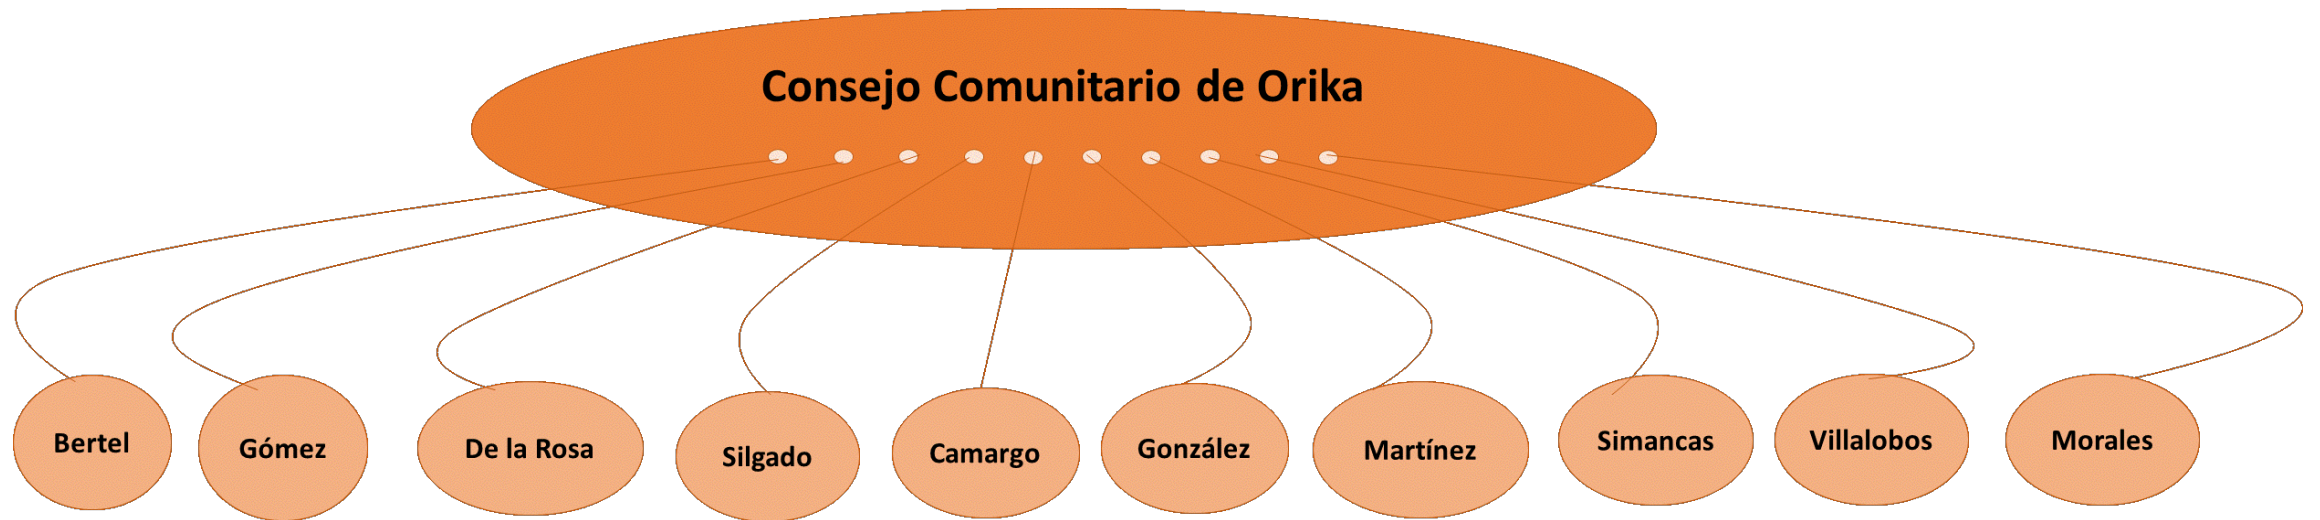 Consejo Comunitario de Orika
Bertel
Gómez
De la Rosa
Silgado
Camargo
González
Martínez
Simancas
Villalobos
Morales